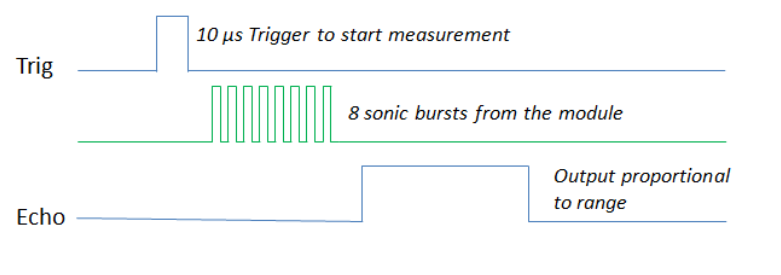 10 µs Trigger to start measurement
Trig
8 sonic bursts from the module
Output proportional
to range
Echo